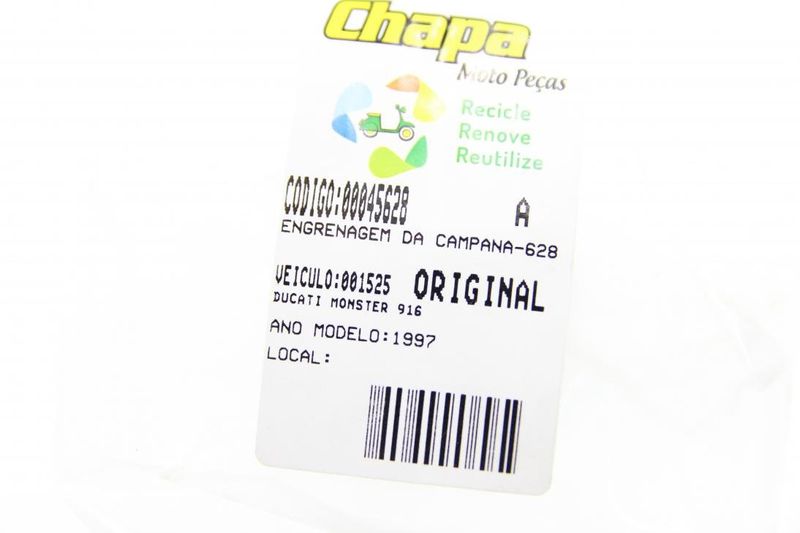 Chapa
Moto Peças
Recicle
Renove
Reutilize
CODIGO:00045628 A
ENGRENAGEM DA CAMPANA-628
VEICULO:001525 ORIGINAL
DUCATI MONSTER 916
ANO MODELO:1997
LOCAL: